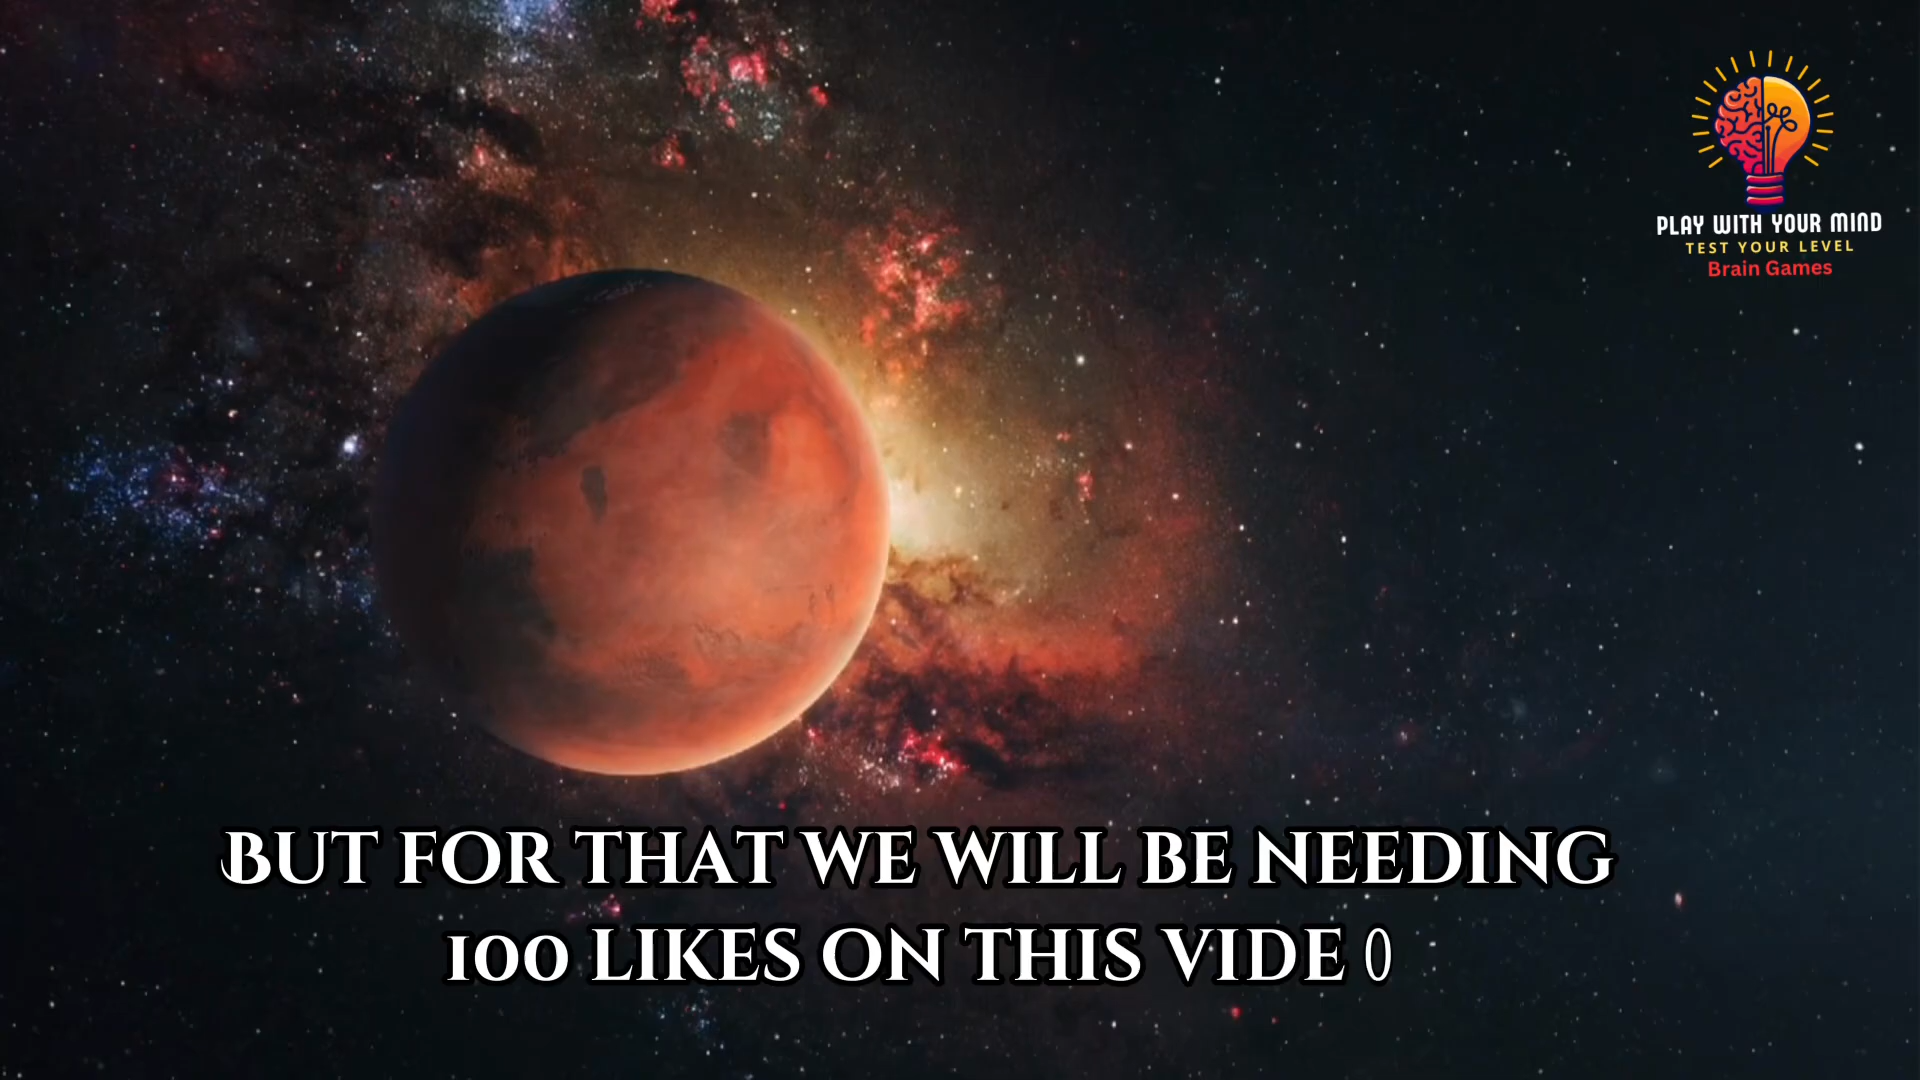 PLAY WITH YOUR MIND
TEST YOUR LEVEL
Brain Games
BUT FOR THAT WE WILL BE NEEDING
100 LIKES ON THIS VIDE O